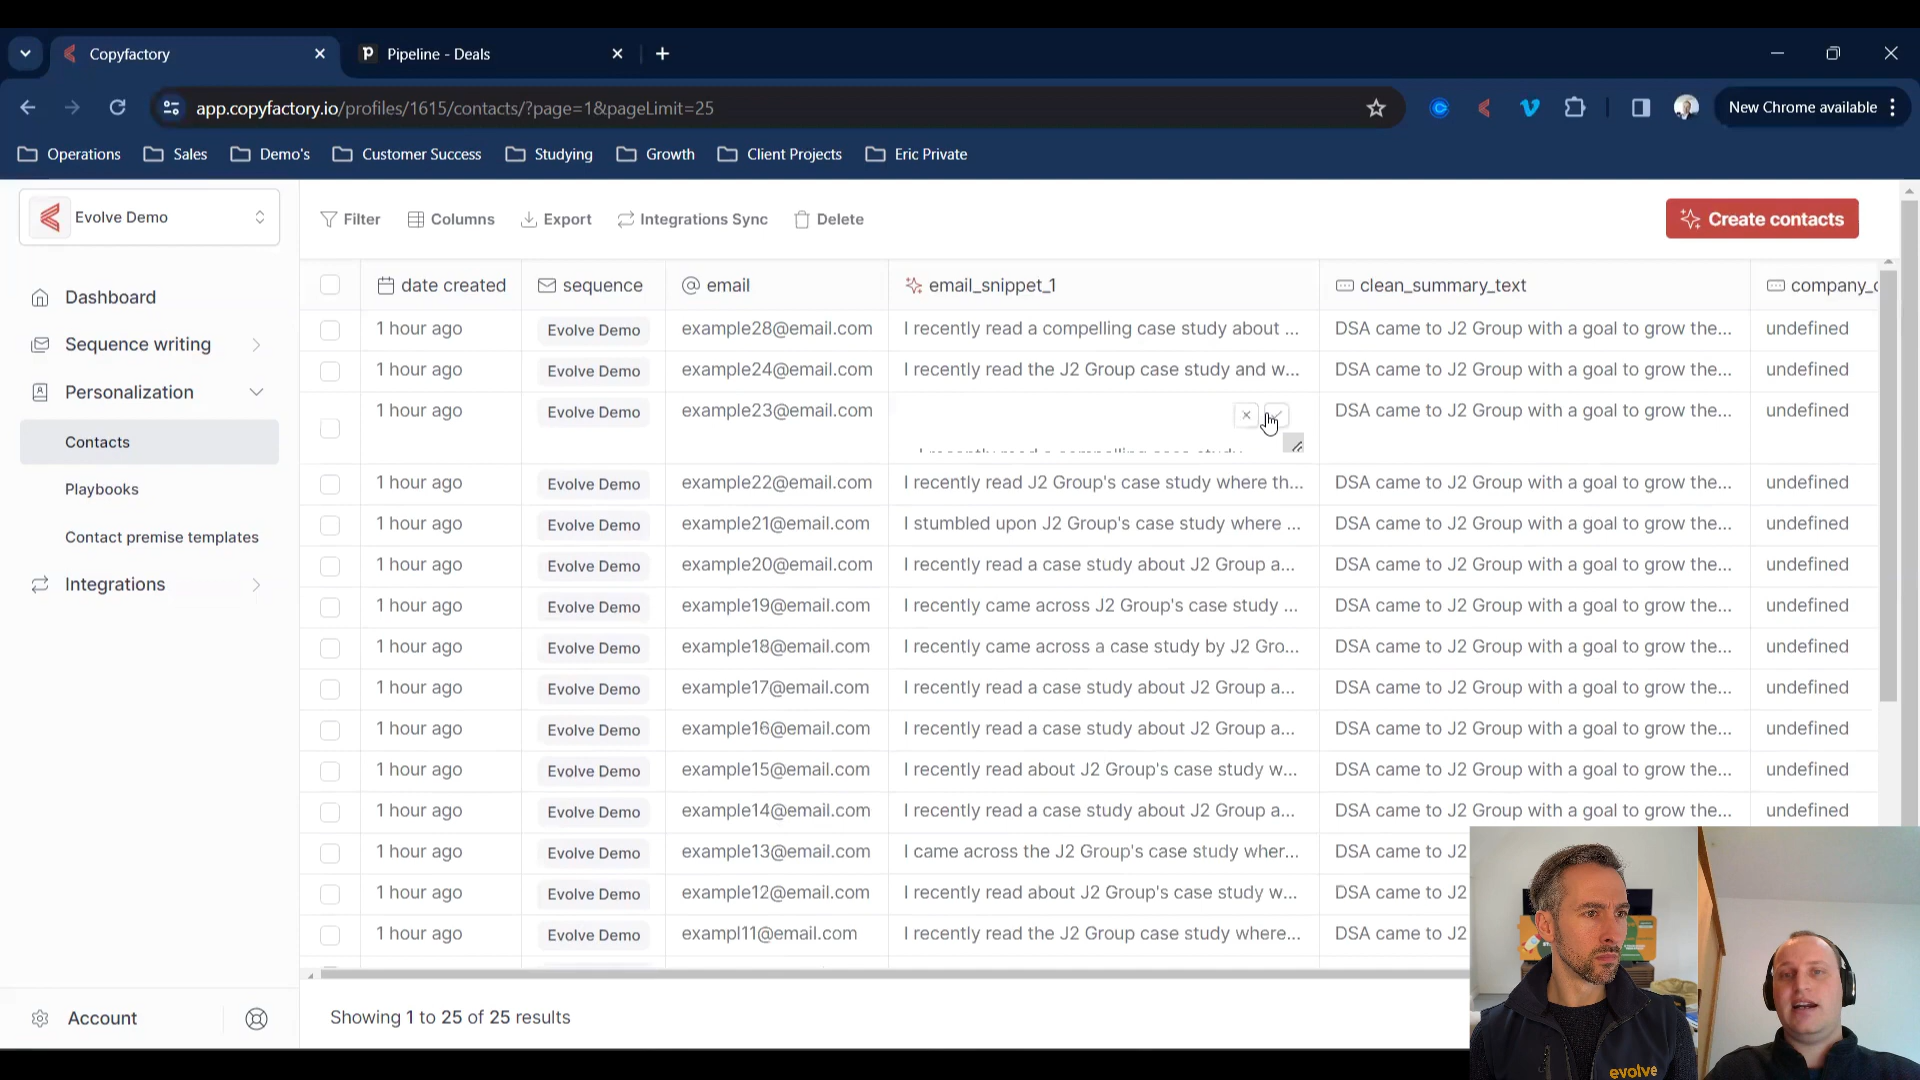 Copyfactory
Pipeline - Deals
app.copyfactory.io/profiles/1615/contacts/?page=1&pageLimit=25
New Chrome available
Operations Sales Demo's Customer Success Studying Growth Client Projects Eric Private
Evolve Demo
Filter Columns Export Integrations Sync Delete
Create contacts
Dashboard
Sequence writing
Personalization
Contacts
Playbooks
Contact premise templates
Integrations
Account
date created sequence email email_snippet_1 clean_summary_text company_c
1 hour ago Evolve Demo example28@email.com I recently read a compelling case study about ... DSA came to J2 Group with a goal to grow the... undefined
1 hour ago Evolve Demo example24@email.com I recently read the J2 Group case study and w... DSA came to J2 Group with a goal to grow the... undefined
1 hour ago Evolve Demo example23@email.com DSA came to J2 Group with a goal to grow the... undefined
1 hour ago Evolve Demo example22@email.com I recently read J2 Group's case study where th... DSA came to J2 Group with a goal to grow the... undefined
1 hour ago Evolve Demo example21@email.com I stumbled upon J2 Group's case study where ... DSA came to J2 Group with a goal to grow the... undefined
1 hour ago Evolve Demo example20@email.com I recently read a case study about J2 Group a... DSA came to J2 Group with a goal to grow the... undefined
1 hour ago Evolve Demo example19@email.com I recently came across J2 Group's case study ... DSA came to J2 Group with a goal to grow the... undefined
1 hour ago Evolve Demo example18@email.com I recently came across a case study by J2 Gro... DSA came to J2 Group with a goal to grow the... undefined
1 hour ago Evolve Demo example17@email.com I recently read a case study about J2 Group a... DSA came to J2 Group with a goal to grow the... undefined
1 hour ago Evolve Demo example16@email.com I recently read a case study about J2 Group a... DSA came to J2 Group with a goal to grow the... undefined
1 hour ago Evolve Demo example15@email.com I recently read about J2 Group's case study w... DSA came to J2 Group with a goal to grow the... undefined
1 hour ago Evolve Demo example14@email.com I recently read a case study about J2 Group a... DSA came to J2 Group with a goal to grow the... undefined
1 hour ago Evolve Demo example13@email.com I came across the J2 Group's case study wher... DSA came to J2
1 hour ago Evolve Demo example12@email.com I recently read about J2 Group's case study w... DSA came to J2
1 hour ago Evolve Demo exampl11@email.com I recently read the J2 Group case study where... DSA came to J2
Showing 1 to 25 of 25 results
evolve